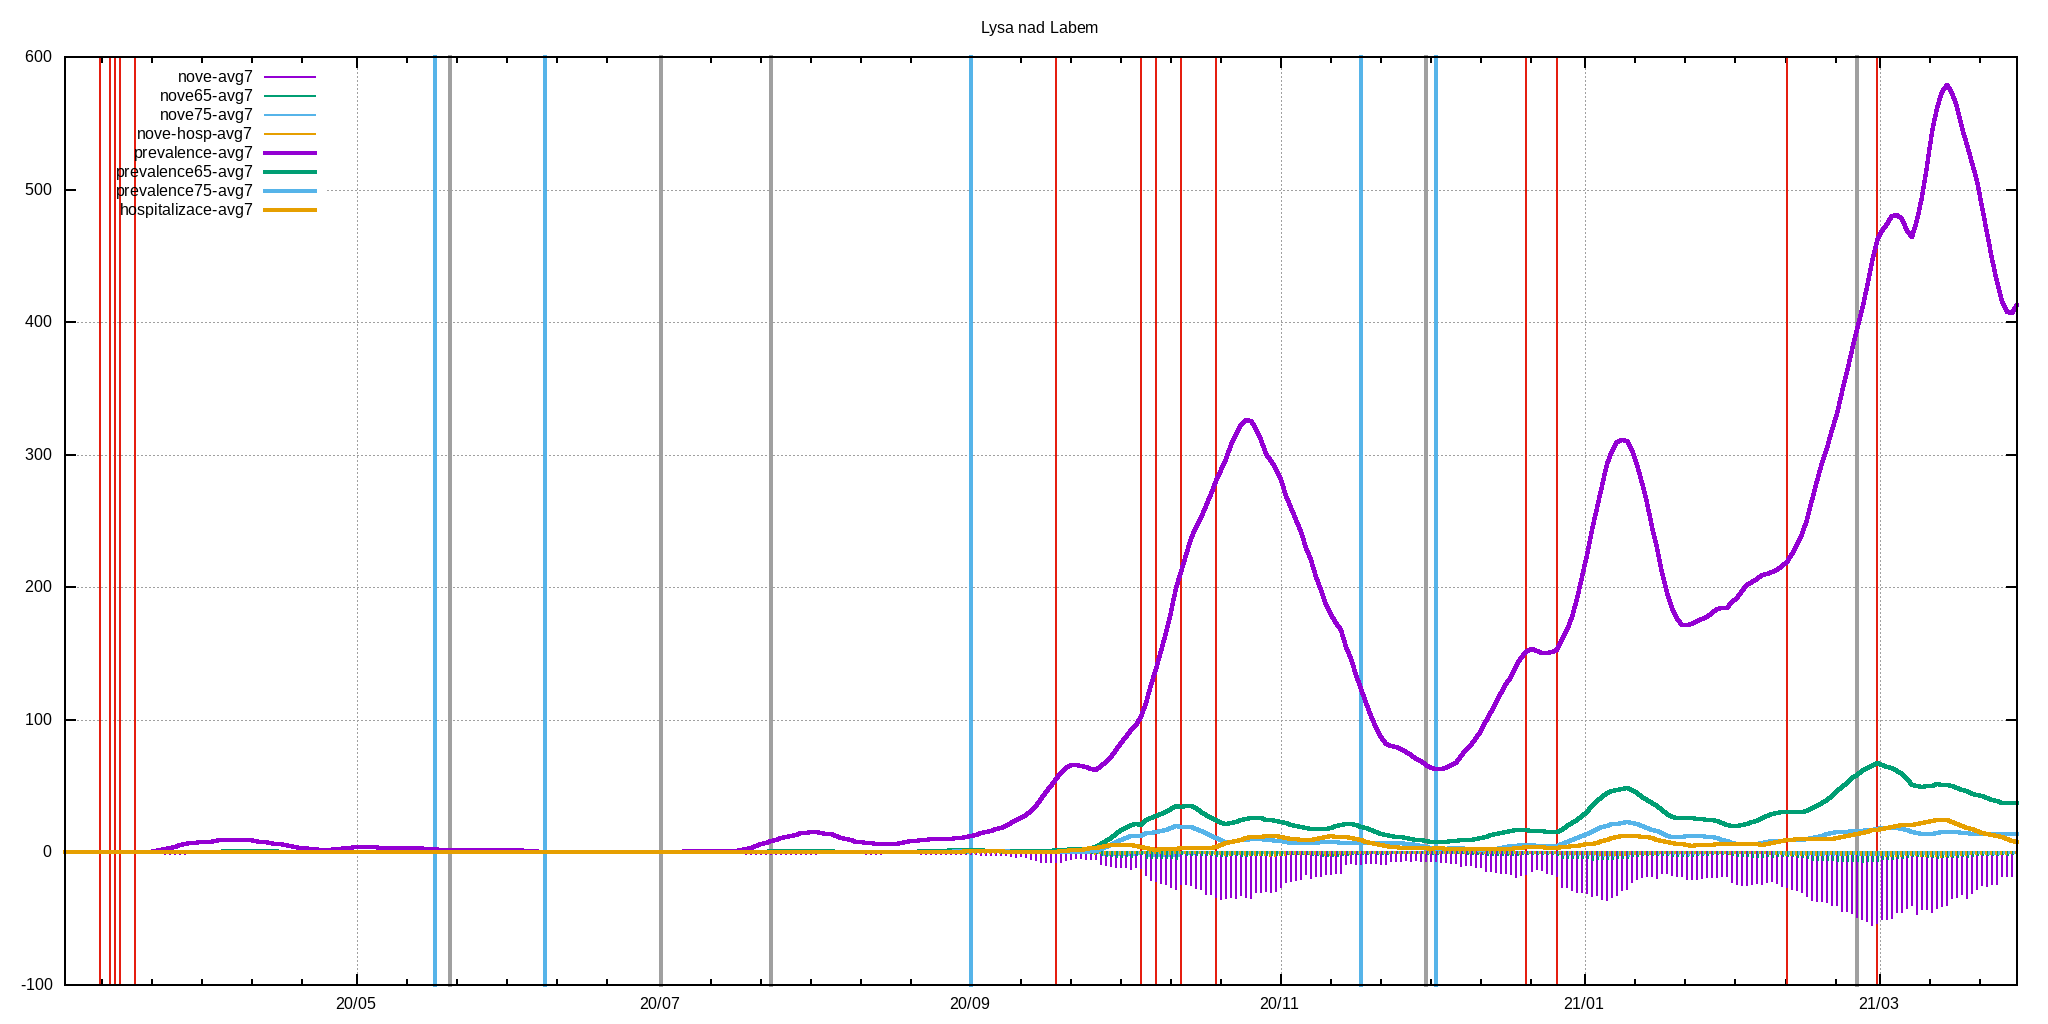 Lysa nad Labem
600
500
400
300
200
100
0
-100
nove-avg7
nove65-avg7
nove75-avg7
nove-hosp-avg7
prevalence-avg7
prevalence65-avg7
prevalence75-avg7
hospitalizace-avg7
20/05 20/07 20/09 20/11 21/01 21/03